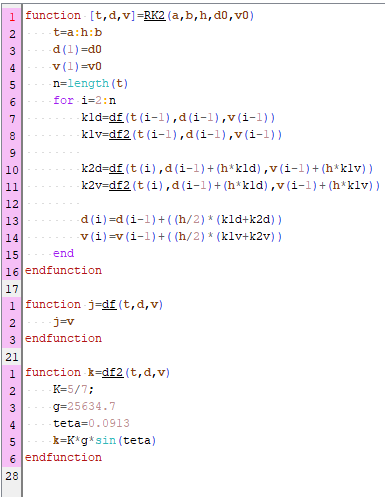 1 function [t,d,v]=RK2(a,b,h,d0,v0)
2 t=a:h:b
3 d(1)=d0
4 v(1)=v0
5 n=length(t)
6 for i=2:n
7 k1d=df(t(i-1),d(i-1),v(i-1))
8 k1v=df2(t(i-1),d(i-1),v(i-1))
9
10 k2d=df(t(i),d(i-1)+(h*k1d),v(i-1)+(h*k1v))
11 k2v=df2(t(i),d(i-1)+(h*k1d),v(i-1)+(h*k1v))
12
13 d(i)=d(i-1)+((h/2)*(k1d+k2d))
14 v(i)=v(i-1)+((h/2)*(k1v+k2v))
15 end
16 endfunction
17
1 function j=df(t,d,v)
2 j=v
3 endfunction
21
1 function k=df2(t,d,v)
2 K=5/7;
3 g=25634.7
4 teta=0.0913
5 k=K*g*sin(teta)
6 endfunction
28